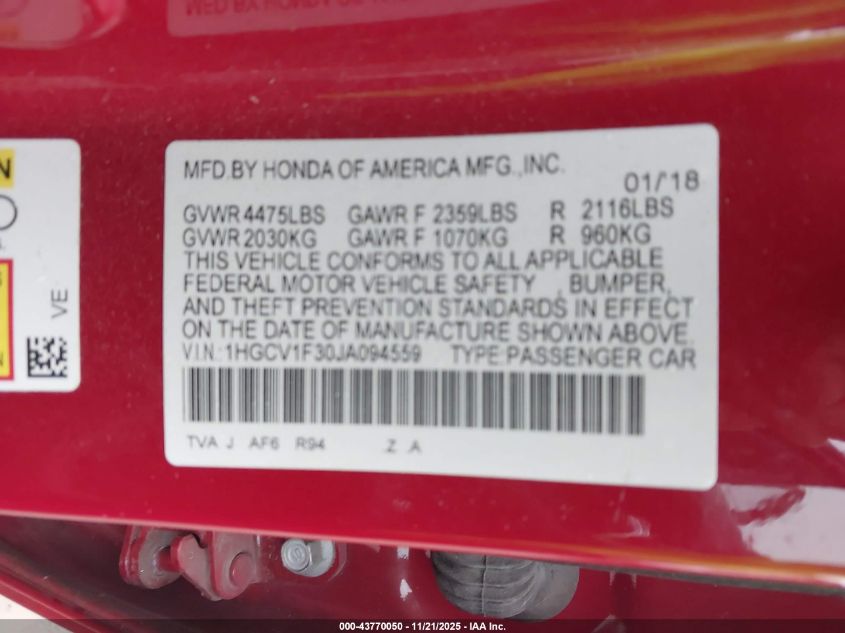 MFD.BY HONDA OF AMERICA MFG.,INC.
01/'18
GVWR 4475LBS GAWR F 2359LBS R 2116LBS
GVWR 2030KG GAWR F 1070KG R 960KG
THIS VEHICLE CONFORMS TO ALL APPLICABLE
FEDERAL MOTOR VEHICLE SAFETY , BUMPER,
AND THEFT PREVENTION STANDARDS IN EFFECT
ON THE DATE OF MANUFACTURE SHOWN ABOVE.
V.I.N.:1HGCV1F30JA094559 TYPE:PASSENGER CAR
TVA J AF6 R94 .Z .A
VE
000-43770050 - 11/21/2025 - IAA Inc.